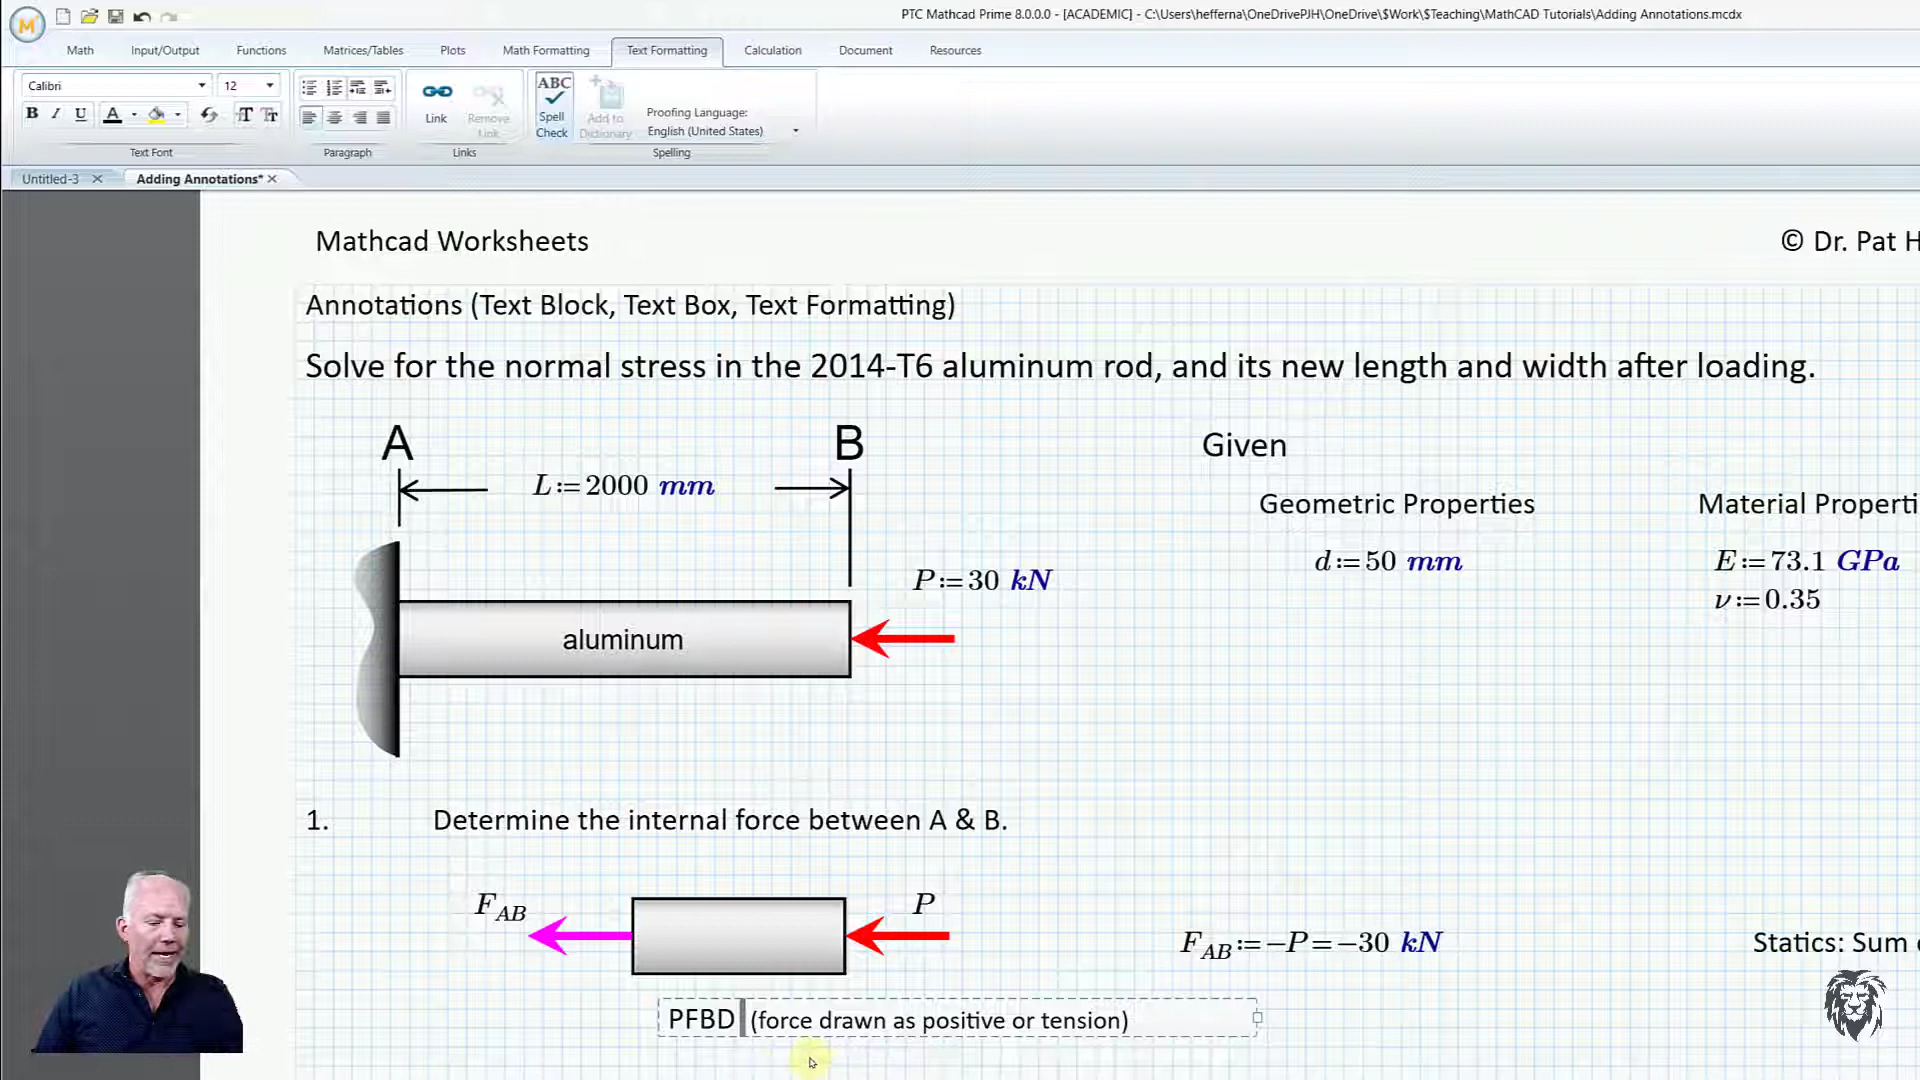 PTC Mathcad Prime 8.0.0.0 - [ACADEMIC] - C:\Users\hefferna\OneDrivePJH\OneDrive\$Work\$Teaching\MathCAD Tutorials\Adding Annotations.mcdx
Math Input/Output Functions Matrices/Tables Plots Math Formatting Text Formatting Calculation Document Resources
Calibri 12
B I U A
Link
Remove Link
ABC
Spell Check
Add to Dictionary
Proofing Language:
English (United States)
Text Font Paragraph Links Spelling
Untitled-3 Adding Annotations*
Mathcad Worksheets © Dr. Pat H
Annotations (Text Block, Text Box, Text Formatting)
Solve for the normal stress in the 2014-T6 aluminum rod, and its new length and width after loading.
A B Given
L:=2000 mm
Geometric Properties Material Properti
d:=50 mm E:=73.1 GPa
P:=30 kN ν:=0.35
aluminum
1. Determine the internal force between A & B.
F_AB P
F_AB:=−P=−30 kN Statics: Sum
PFBD (force drawn as positive or tension)